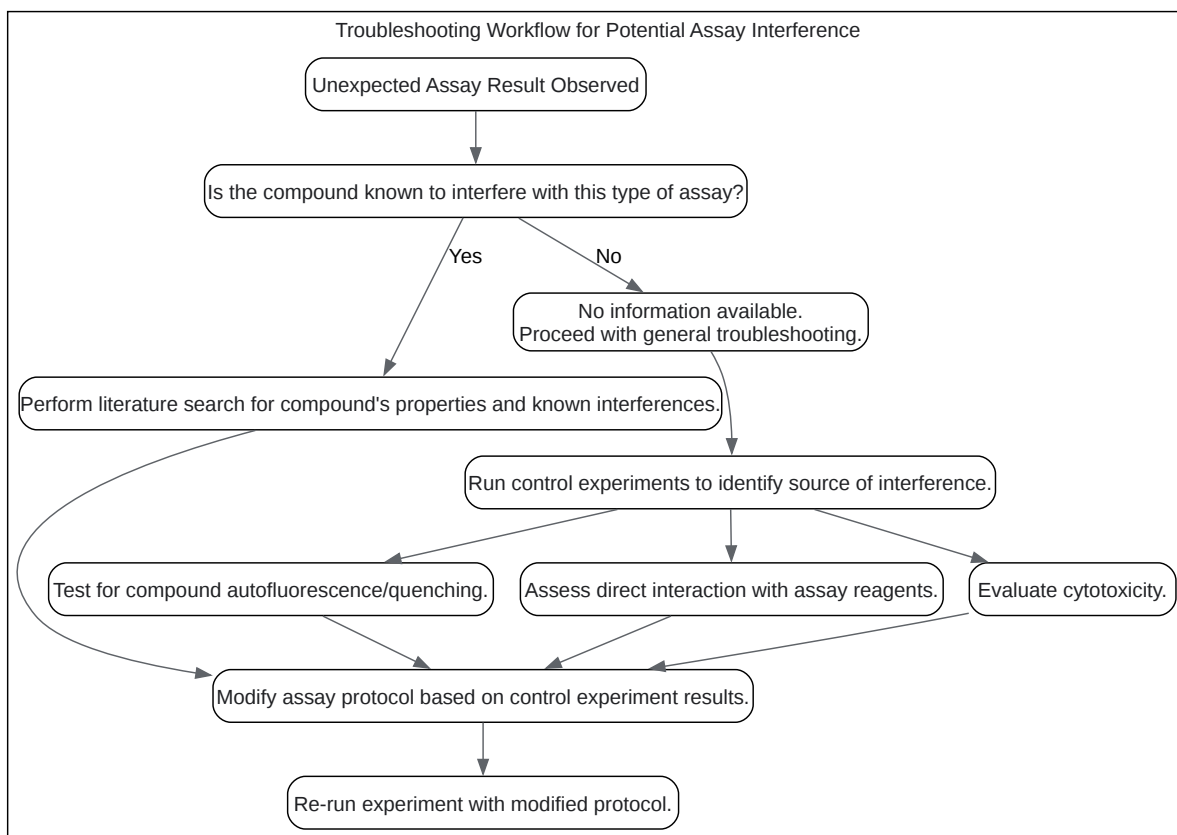 Troubleshooting Workflow for Potential Assay Interference
Unexpected Assay Result Observed
Is the compound known to interfere with this type of assay?
Yes
No
No information available.
Proceed with general troubleshooting.
Perform literature search for compound's properties and known interferences.
Run control experiments to identify source of interference.
Test for compound autofluorescence/quenching.
Assess direct interaction with assay reagents.
Evaluate cytotoxicity.
Modify assay protocol based on control experiment results.
Re-run experiment with modified protocol.